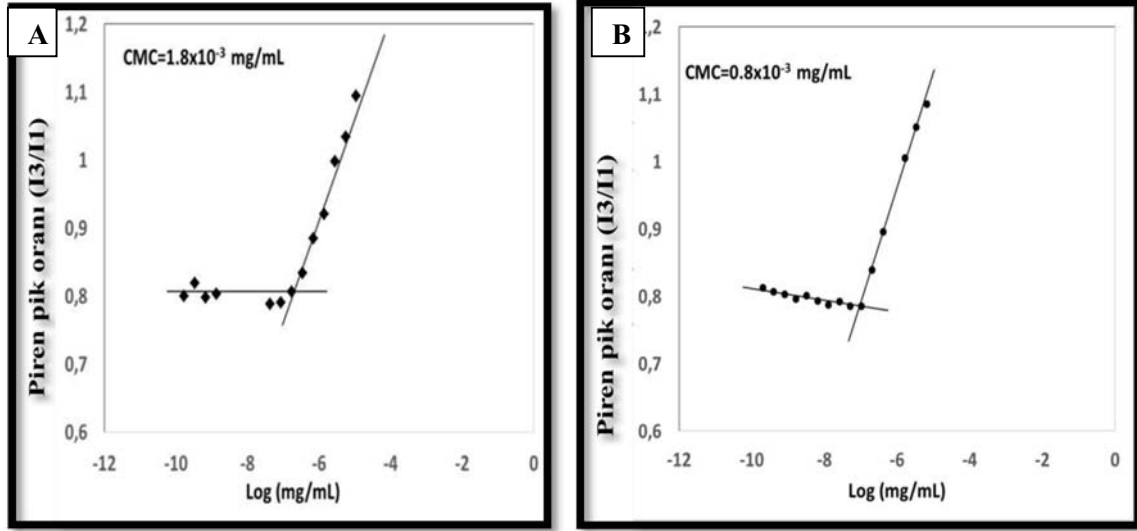 A
CMC=1.8x10⁻³ mg/mL
Piren pik oranı (I3/I1)
1,2
1,1
1
0,9
0,8
0,7
0,6
-12 -10 -8 -6 -4 -2 0
Log (mg/mL)
B
CMC=0.8x10⁻³ mg/mL
Piren pik oranı (I3/I1)
,2
1,1
1
0,9
0,8
0,7
0,6
-12 -10 -8 -6 -4 -2 0
Log (mg/mL)